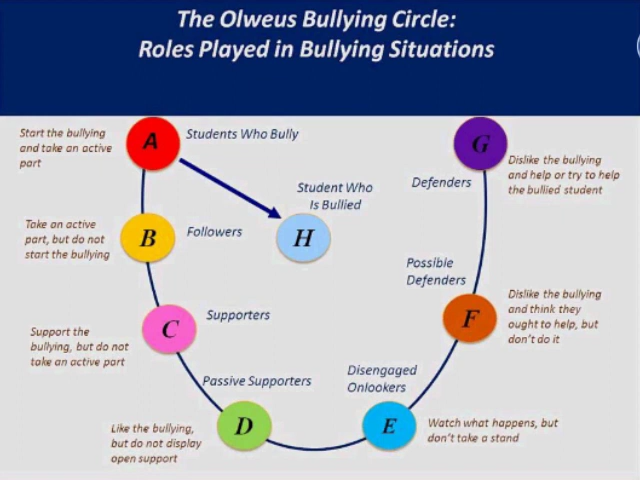 The Olweus Bullying Circle:
Roles Played in Bullying Situations
Start the bullying
and take an active
part
A
Students Who Bully
Student Who
Is Bullied
H
Take an active
part, but do not
start the bullying
B
Followers
Support the
bullying, but do not
take an active part
C
Supporters
Passive Supporters
D
Like the bullying,
but do not display
open support
Disengaged
Onlookers
E
Watch what happens, but
don't take a stand
Possible
Defenders
F
Dislike the bullying
and think they
ought to help, but
don't do it
Defenders
G
Dislike the bullying
and help or try to help
the bullied student